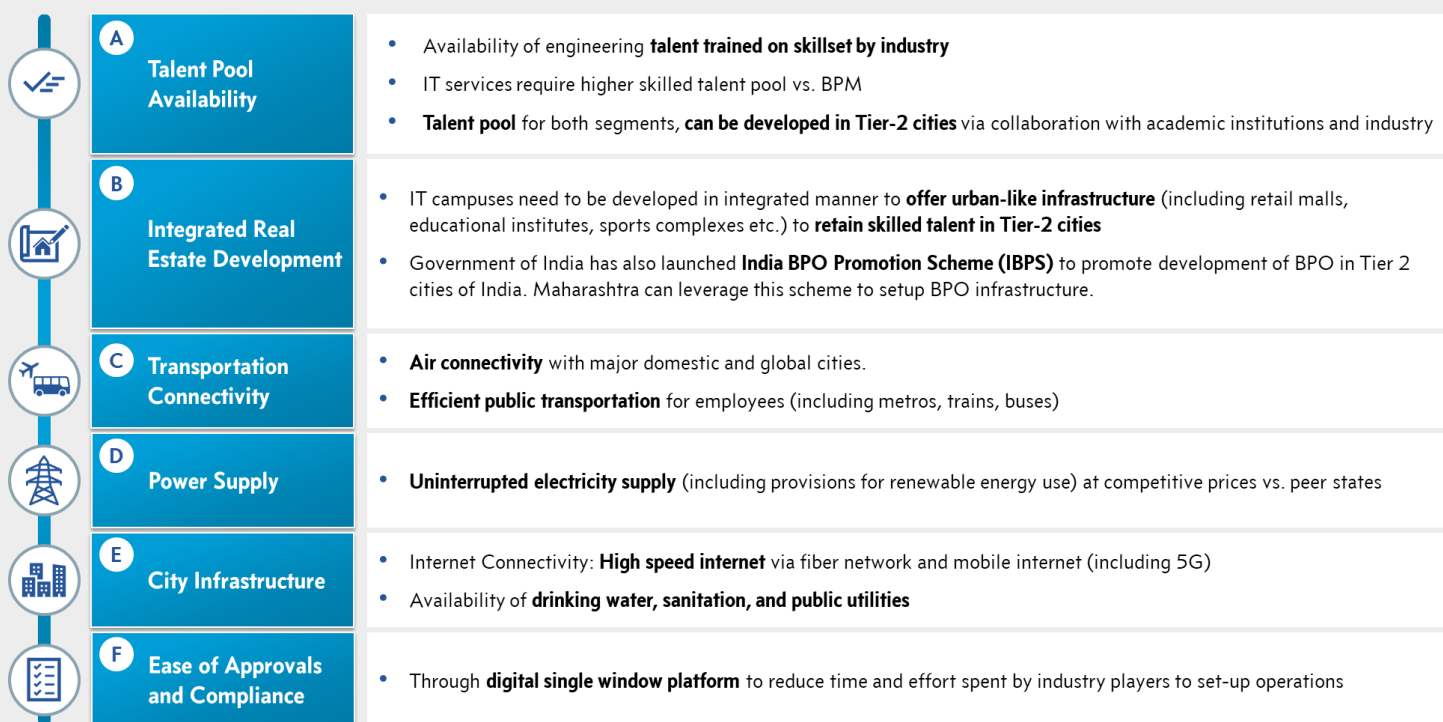 A
Talent Pool
Availability
• Availability of engineering talent trained on skillset by industry
• IT services require higher skilled talent pool vs. BPM
• Talent pool for both segments, can be developed in Tier-2 cities via collaboration with academic institutions and industry
B
Integrated Real
Estate Development
• IT campuses need to be developed in integrated manner to offer urban-like infrastructure (including retail malls,
educational institutes, sports complexes etc.) to retain skilled talent in Tier-2 cities
• Government of India has also launched India BPO Promotion Scheme (IBPS) to promote development of BPO in Tier 2
cities of India. Maharashtra can leverage this scheme to setup BPO infrastructure.
C
Transportation
Connectivity
• Air connectivity with major domestic and global cities.
• Efficient public transportation for employees (including metros, trains, buses)
D
Power Supply
• Uninterrupted electricity supply (including provisions for renewable energy use) at competitive prices vs. peer states
E
City Infrastructure
• Internet Connectivity: High speed internet via fiber network and mobile internet (including 5G)
• Availability of drinking water, sanitation, and public utilities
F
Ease of Approvals
and Compliance
• Through digital single window platform to reduce time and effort spent by industry players to set-up operations